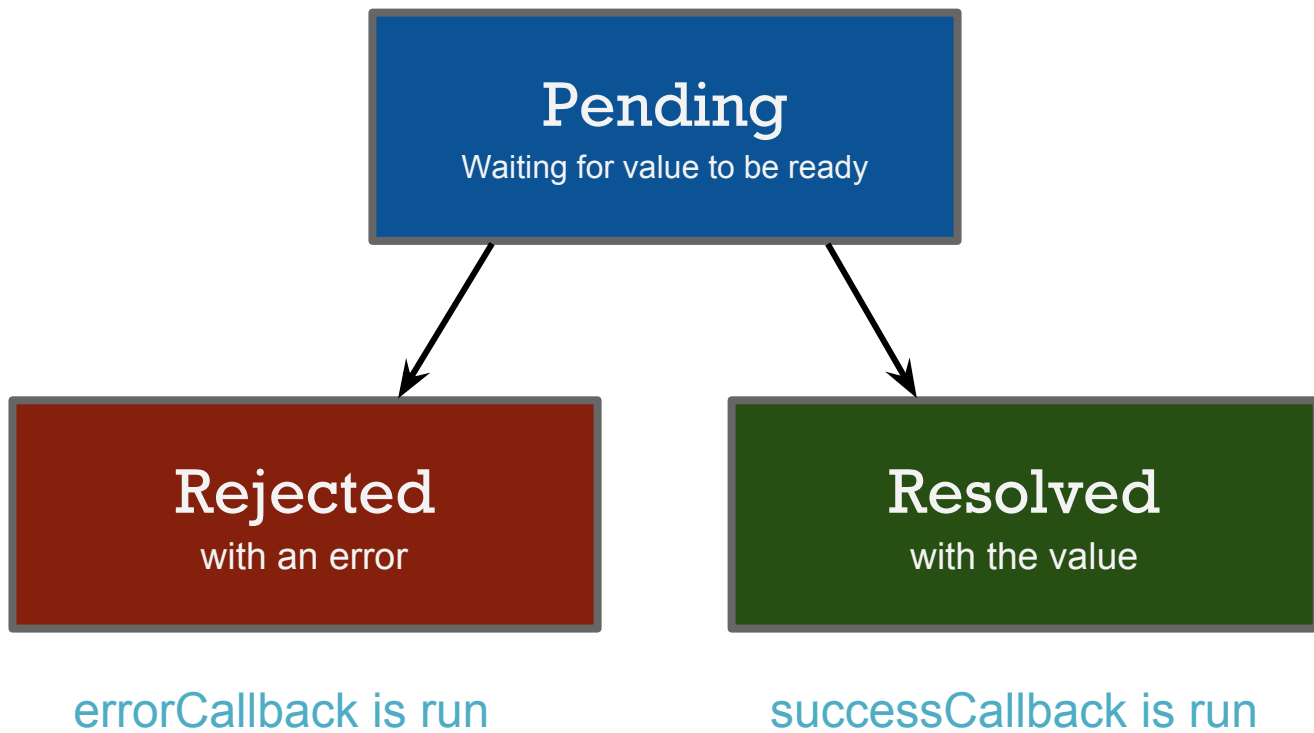 Pending
Waiting for value to be ready
Rejected
with an error
Resolved
with the value
errorCallback is run
successCallback is run